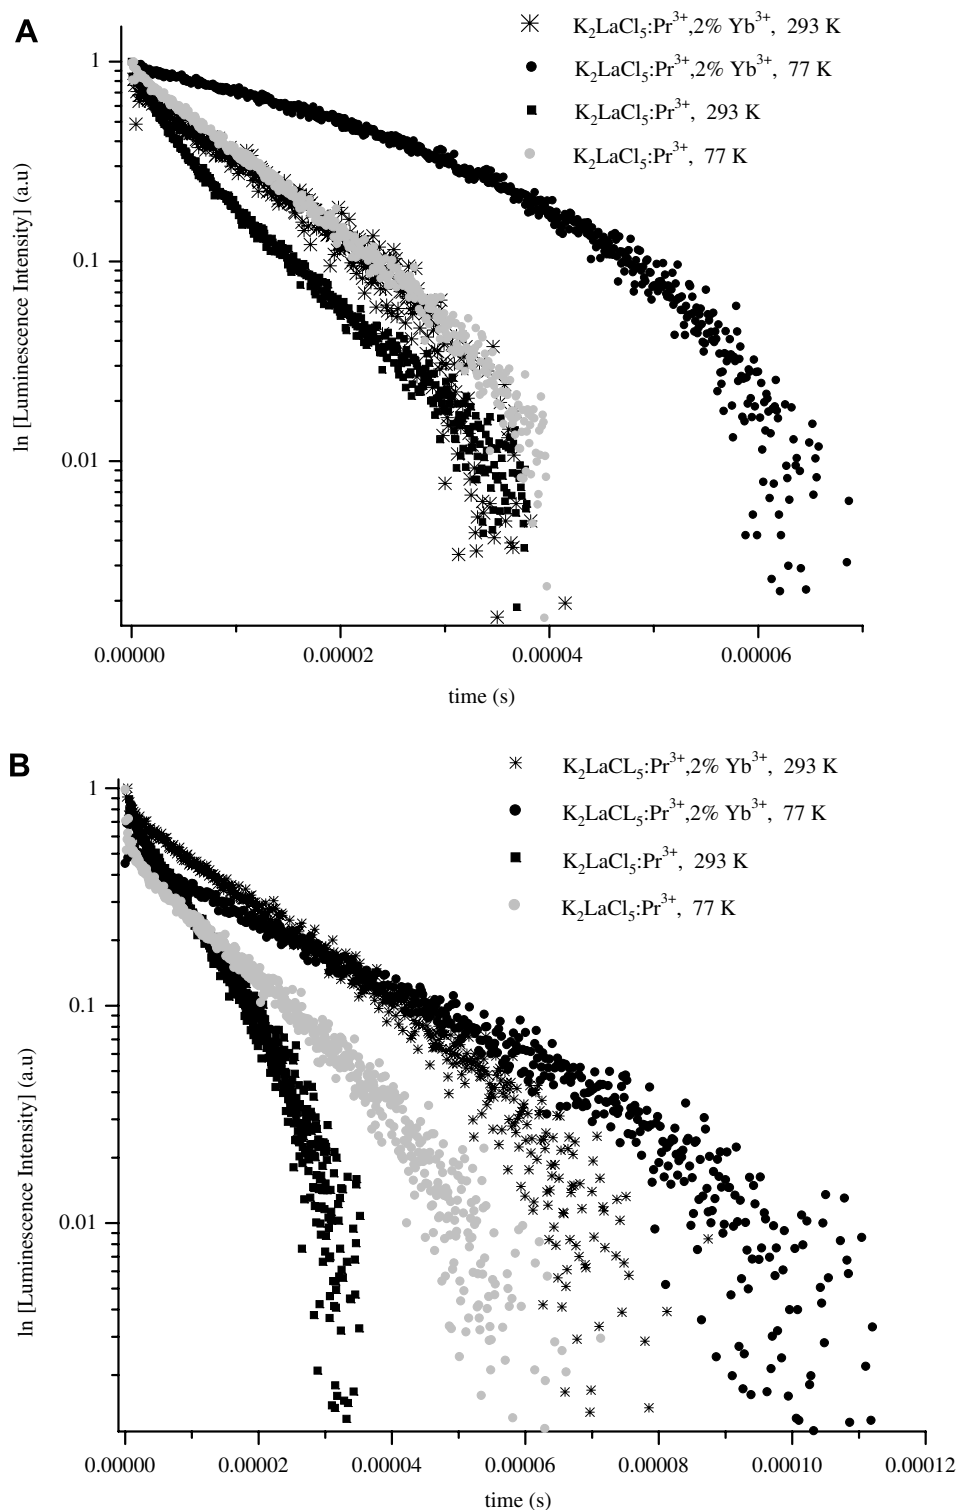 A
K₂LaCl₅:Pr³⁺,2% Yb³⁺, 293 K
K₂LaCl₅:Pr³⁺,2% Yb³⁺, 77 K
K₂LaCl₅:Pr³⁺, 293 K
K₂LaCl₅:Pr³⁺, 77 K
1
0.1
0.01
ln [Luminescence Intensity] (a.u)
0.00000 0.00002 0.00004 0.00006
time (s)
B
K₂LaCL₅:Pr³⁺,2% Yb³⁺, 293 K
K₂LaCL₅:Pr³⁺,2% Yb³⁺, 77 K
K₂LaCl₅:Pr³⁺, 293 K
K₂LaCl₅:Pr³⁺, 77 K
1
0.1
0.01
ln [Luminescence Intensity] (a.u)
0.00000 0.00002 0.00004 0.00006 0.00008 0.00010 0.00012
time (s)